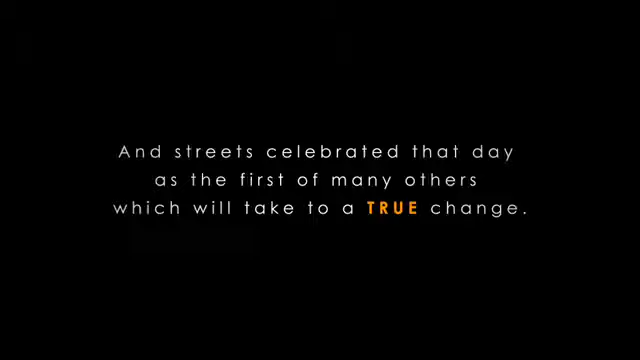 And streets celebrated that day
as the first of many others
which will take to a TRUE change.